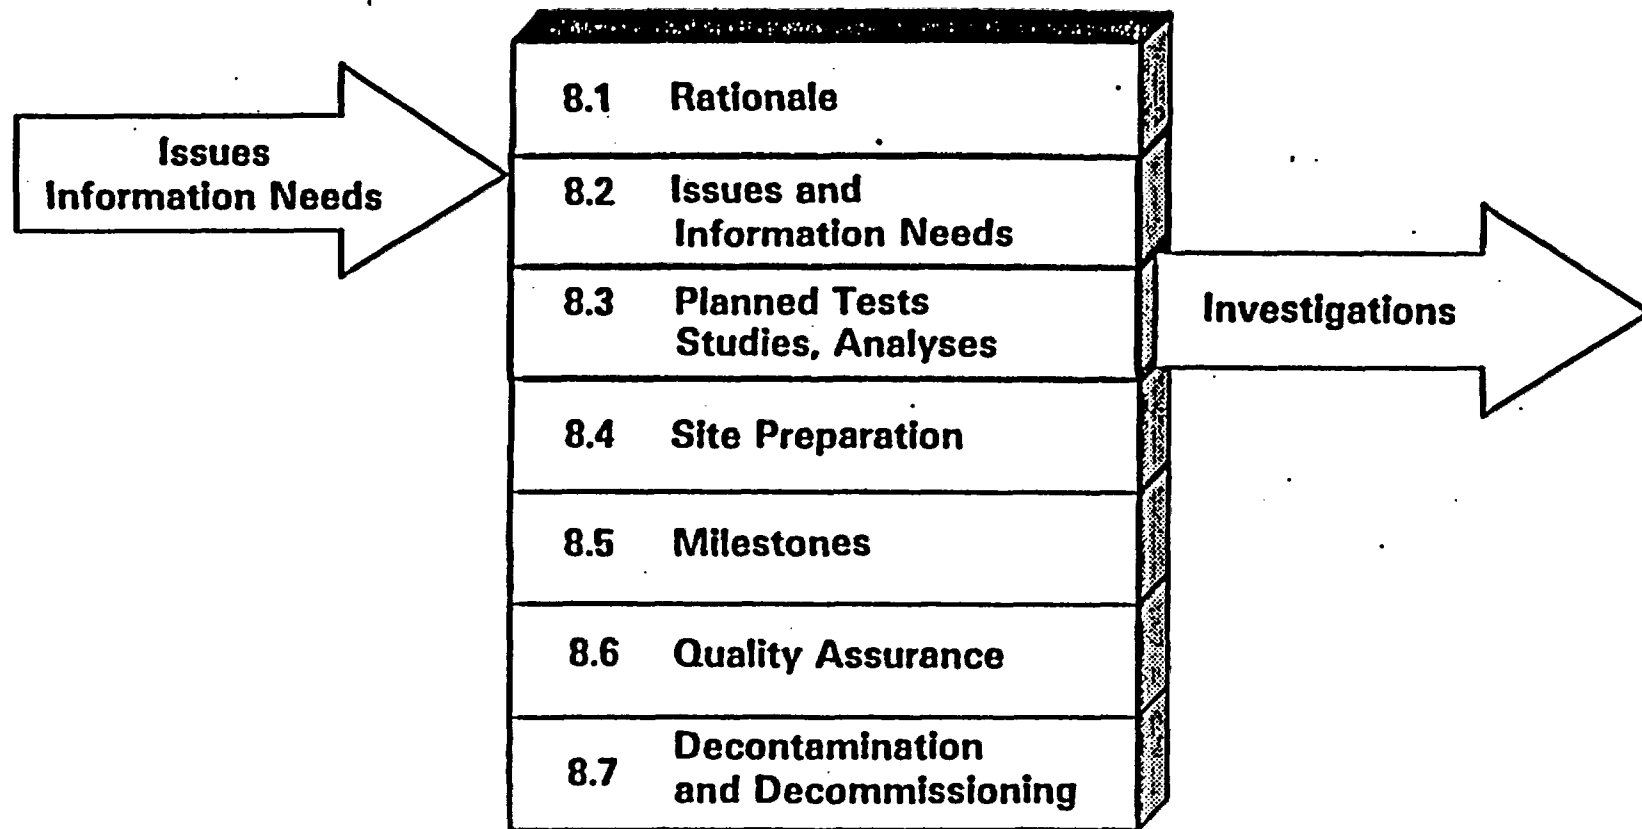 Issues
Information Needs
8.1 Rationale
8.2 Issues and
Information Needs
8.3 Planned Tests
Studies, Analyses
8.4 Site Preparation
8.5 Milestones
8.6 Quality Assurance
8.7 Decontamination
and Decommissioning
Investigations